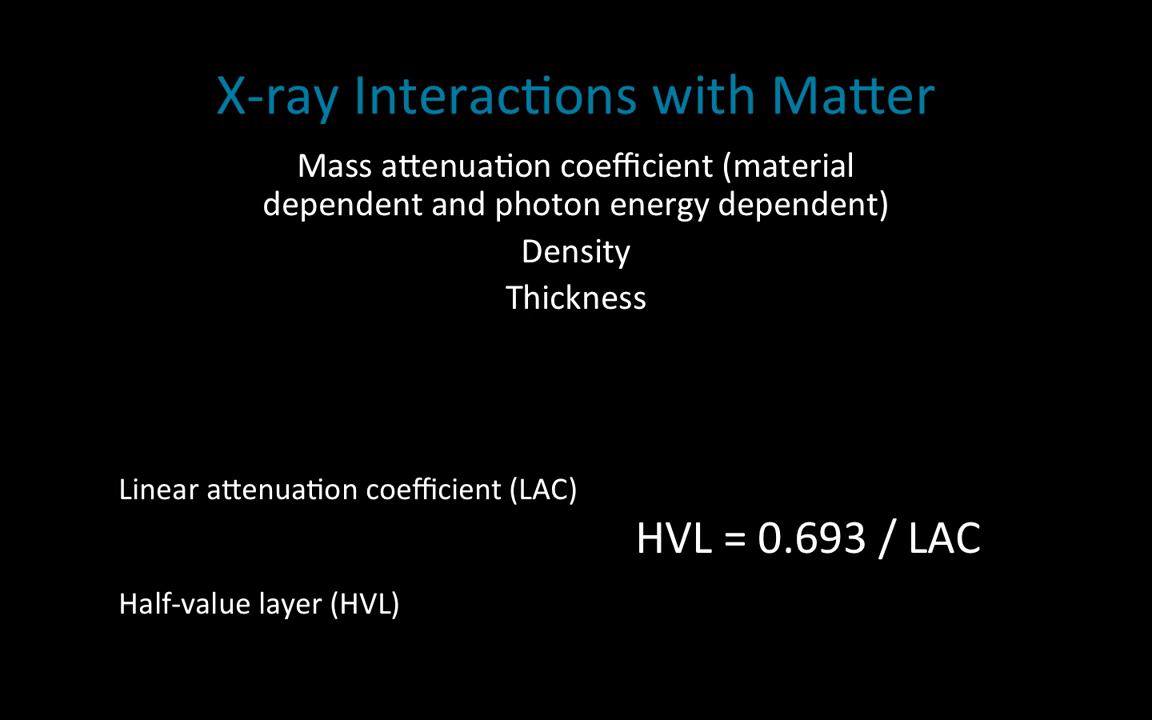 X-ray Interactions with Matter
Mass attenuation coefficient (material
dependent and photon energy dependent)
Density
Thickness
Linear attenuation coefficient (LAC)
HVL = 0.693 / LAC
Half-value layer (HVL)